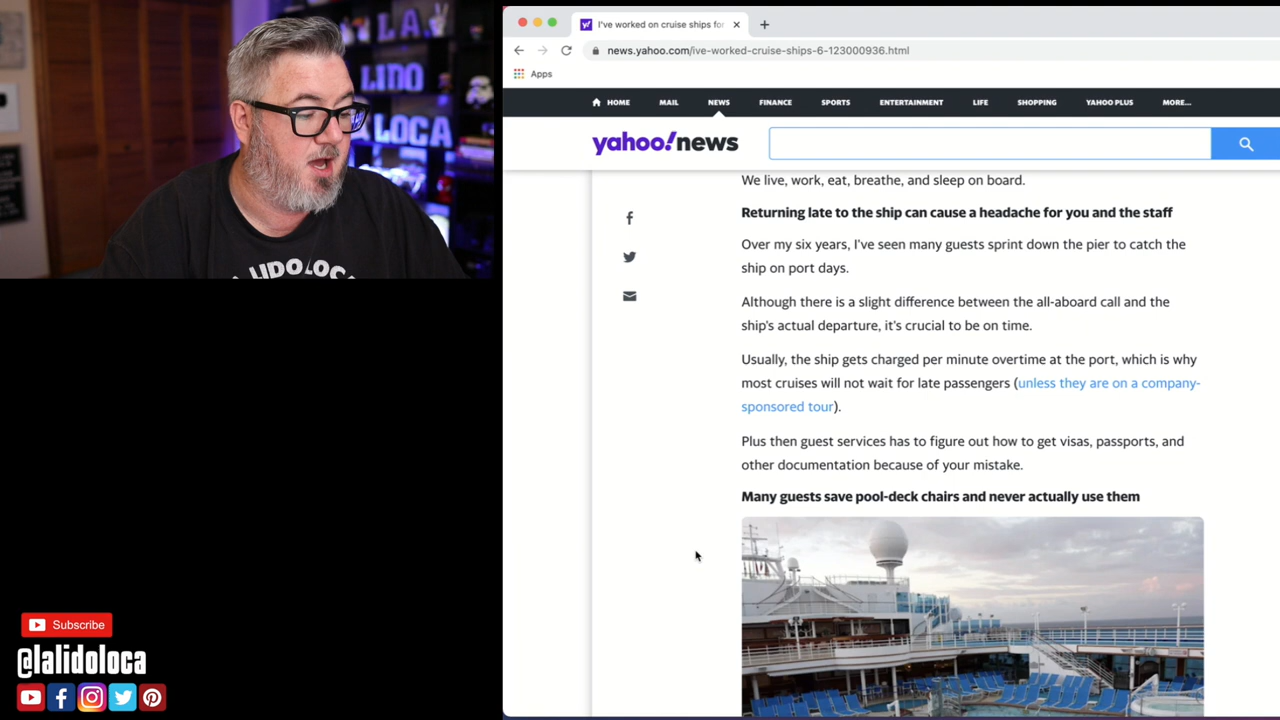 L.A.
LIDO
LOCA
LIDO LOCA
Subscribe
@lalidoloca
I've worked on cruise ships for
news.yahoo.com/ive-worked-cruise-ships-6-123000936.html
Apps
HOME MAIL NEWS FINANCE SPORTS ENTERTAINMENT LIFE SHOPPING YAHOO PLUS MORE...
yahoo!news
We live, work, eat, breathe, and sleep on board.
Returning late to the ship can cause a headache for you and the staff
Over my six years, I've seen many guests sprint down the pier to catch the
ship on port days.
Although there is a slight difference between the all-aboard call and the
ship's actual departure, it's crucial to be on time.
Usually, the ship gets charged per minute overtime at the port, which is why
most cruises will not wait for late passengers (unless they are on a company-
sponsored tour).
Plus then guest services has to figure out how to get visas, passports, and
other documentation because of your mistake.
Many guests save pool-deck chairs and never actually use them